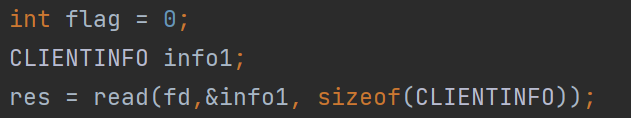 int flag = 0;
CLIENTINFO info1;
res = read(fd,&info1, sizeof(CLIENTINFO));